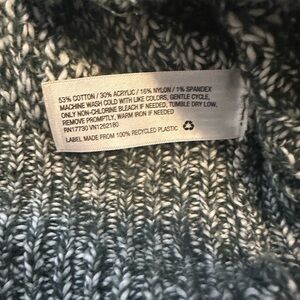 53% COTTON / 30% ACRYLIC / 16% NYLON / 1% SPANDEX
MACHINE WASH COLD WITH LIKE COLORS, GENTLE CYCLE,
ONLY NON-CHLORINE BLEACH IF NEEDED, TUMBLE DRY LOW,
REMOVE PROMPTLY, WARM IRON IF NEEDED
RN17730 VN1262180
LABEL MADE FROM 100% RECYCLED PLASTIC